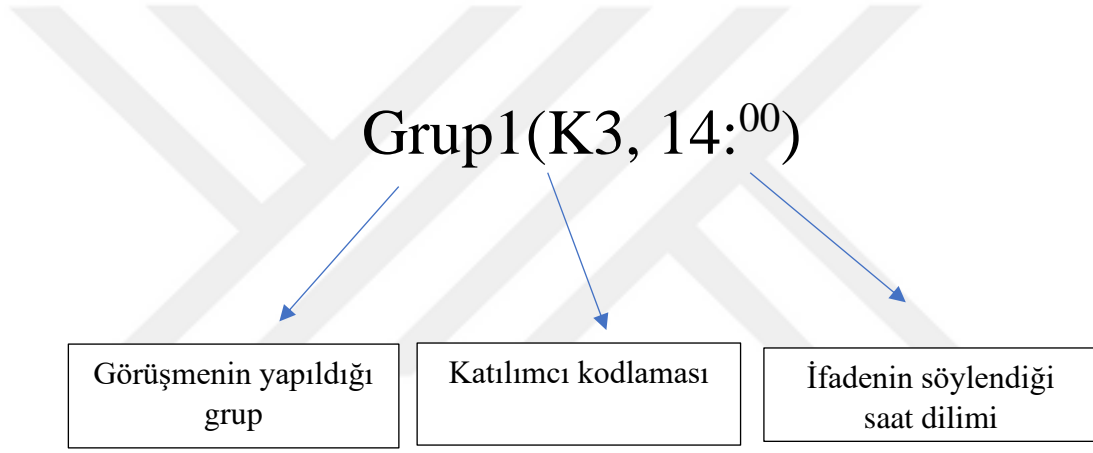 Grup1(K3, 14:⁰⁰)
Görüşmenin yapıldığı
grup
Katılımcı kodlaması
İfadenin söylendiği
saat dilimi